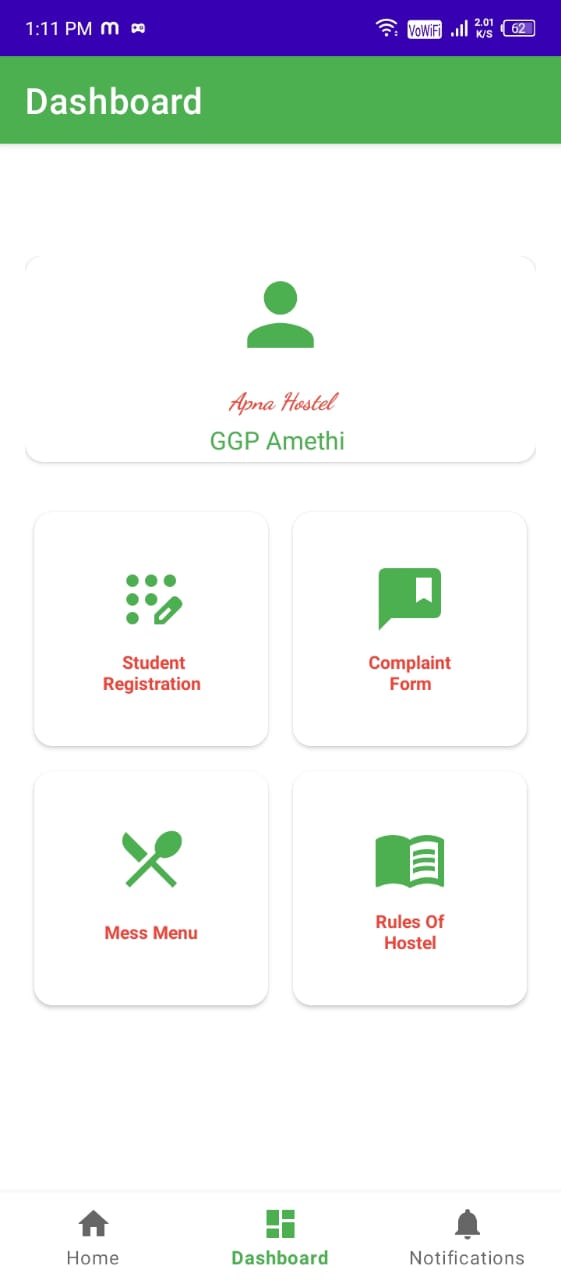 1:11 PM
VoWiFi
2.01
K/S
62
Dashboard
Apna Hostel
GGP Amethi
Student
Registration
Complaint
Form
Mess Menu
Rules Of
Hostel
Home
Dashboard
Notifications